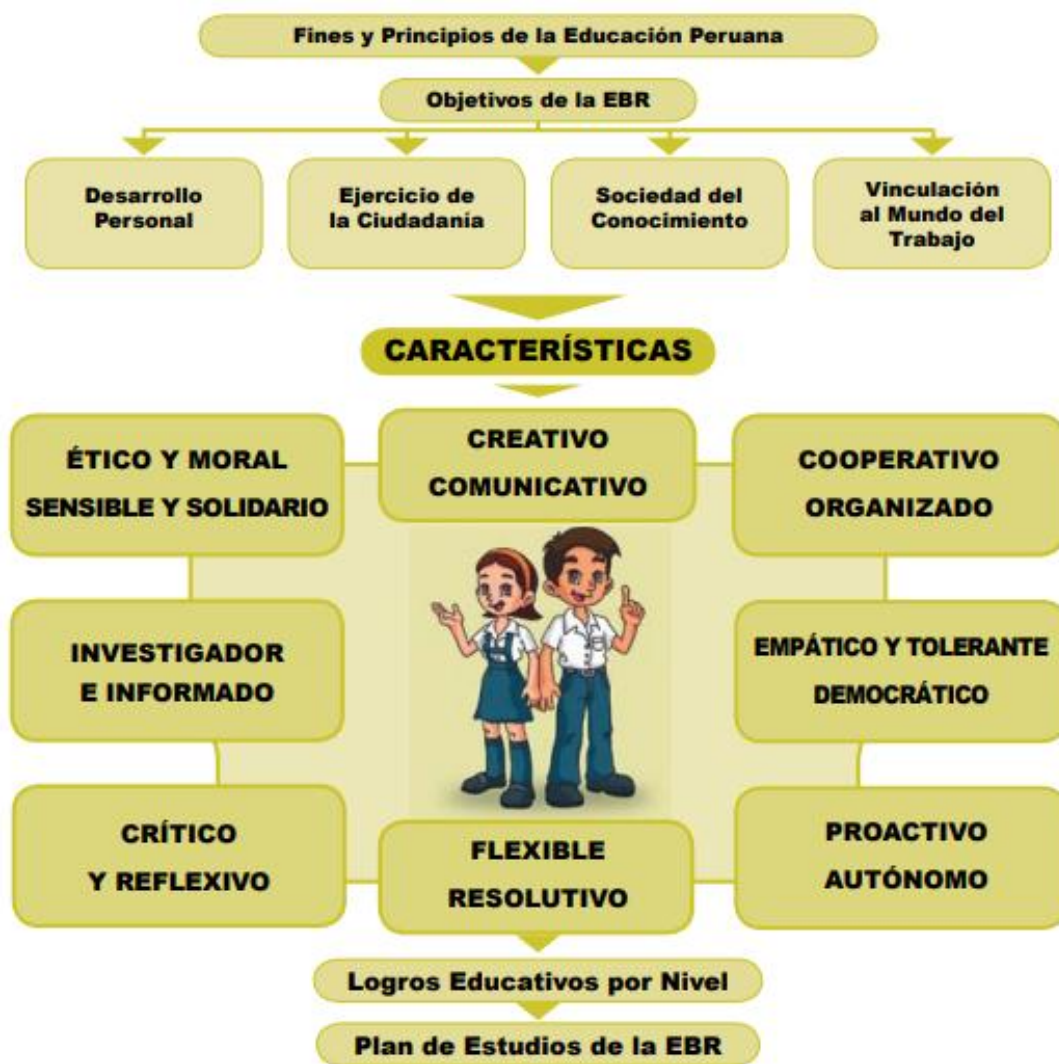 Fines y Principios de la Educación Peruana
Objetivos de la EBR
Desarrollo
Personal
Ejercicio de
la Ciudadanía
Sociedad del
Conocimiento
Vinculación
al Mundo del
Trabajo
CARACTERÍSTICAS
ÉTICO Y MORAL
SENSIBLE Y SOLIDARIO
CREATIVO
COMUNICATIVO
COOPERATIVO
ORGANIZADO
INVESTIGADOR
E INFORMADO
EMPÁTICO Y TOLERANTE
DEMOCRÁTICO
CRÍTICO
Y REFLEXIVO
FLEXIBLE
RESOLUTIVO
PROACTIVO
AUTÓNOMO
Logros Educativos por Nivel
Plan de Estudios de la EBR